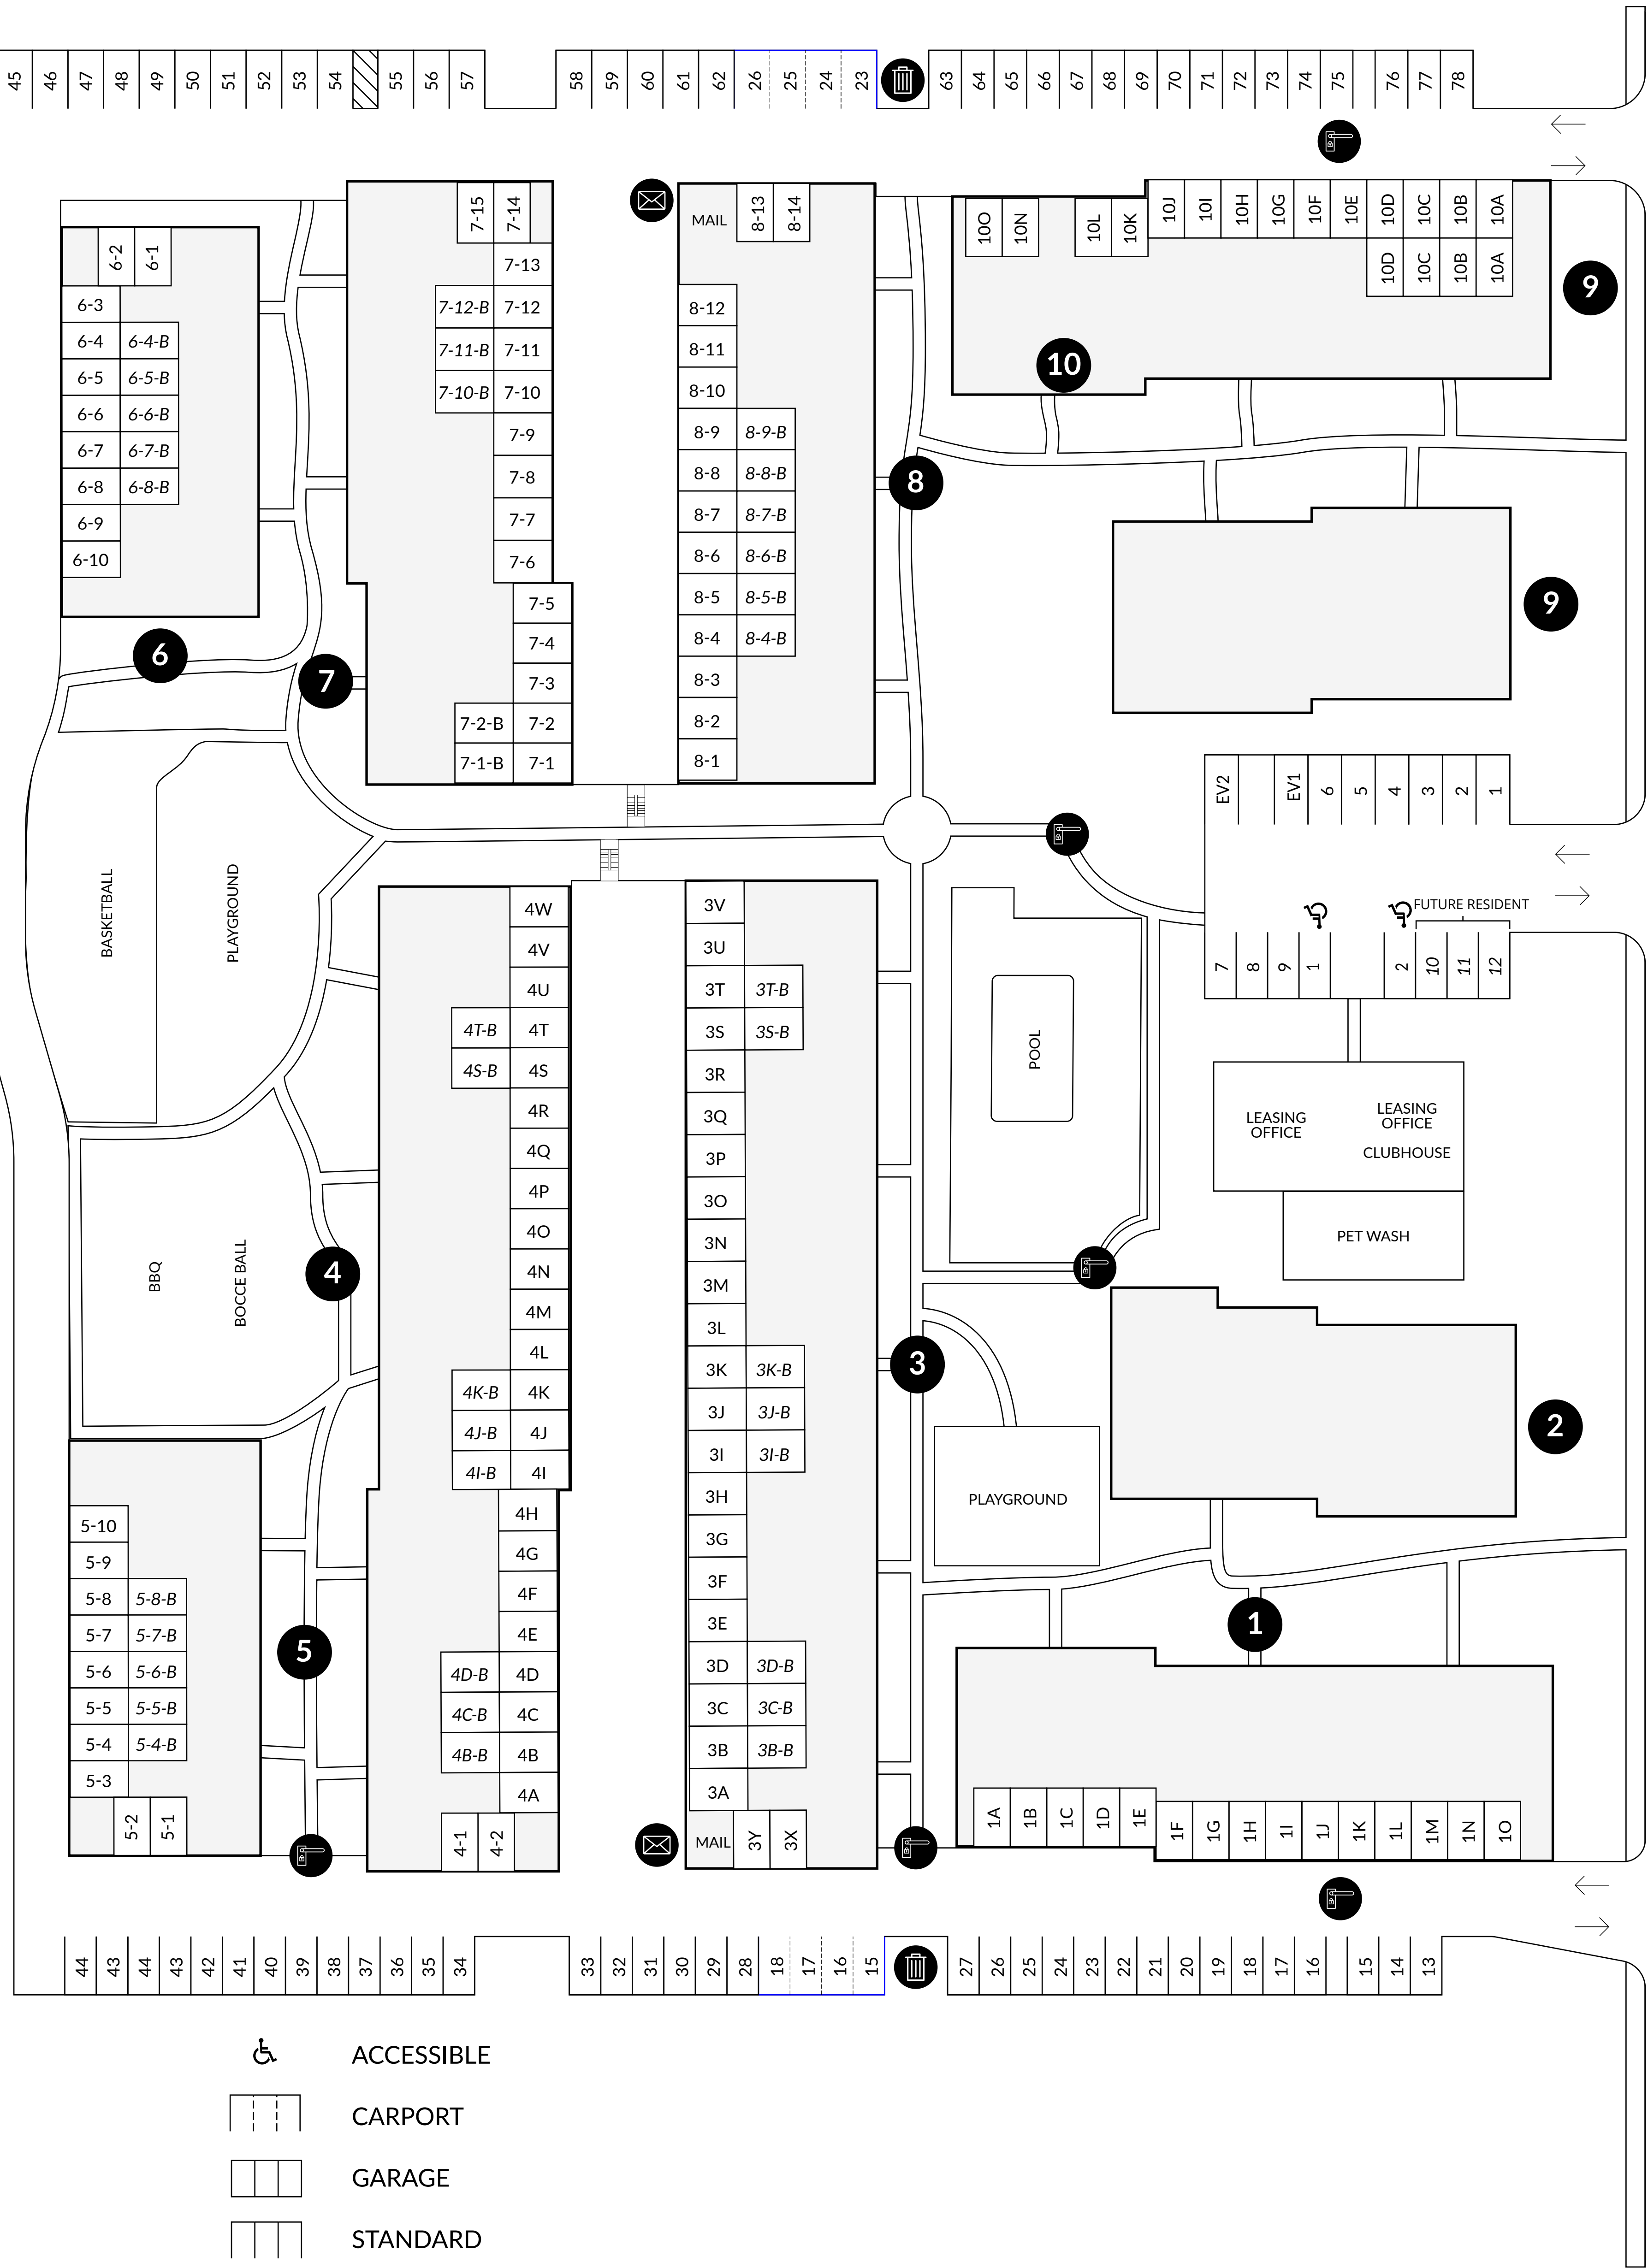 45 46 47 48 49 50 51 52 53 54 55 56 57 58 59 60 61 62 26 25 24 23 63 64 65 66 67 68 69 70 71 72 73 74 75 76 77 78
6-2 6-1
6-3
6-4 6-4-B
6-5 6-5-B
6-6 6-6-B
6-7 6-7-B
6-8 6-8-B
6-9
6-10
6
7-15 7-14
7-13
7-12-B 7-12
7-11-B 7-11
7-10-B 7-10
7-9
7-8
7-7
7-6
7-5
7-4
7-3
7-2-B 7-2
7-1-B 7-1
7
MAIL 8-13 8-14
8-12
8-11
8-10
8-9 8-9-B
8-8 8-8-B
8-7 8-7-B
8-6 8-6-B
8-5 8-5-B
8-4 8-4-B
8-3
8-2
8-1
8
10O 10N 10L 10K 10J 10I 10H 10G 10F 10E 10D 10C 10B 10A
10D 10C 10B 10A
10
9
9
EV2 EV1 6 5 4 3 2 1
FUTURE RESIDENT
7 8 9 1 2 10 11 12
BASKETBALL
PLAYGROUND
BBQ
BOCCE BALL
4W
4V
4U
4T-B 4T
4S-B 4S
4R
4Q
4P
4O
4N
4M
4L
4K-B 4K
4J-B 4J
4I-B 4I
4H
4G
4F
4E
4D-B 4D
4C-B 4C
4B-B 4B
4A
4-1 4-2
4
3V
3U
3T 3T-B
3S 3S-B
3R
3Q
3P
3O
3N
3M
3L
3K 3K-B
3J 3J-B
3I 3I-B
3H
3G
3F
3E
3D 3D-B
3C 3C-B
3B 3B-B
3A
MAIL 3Y 3X
3
POOL
LEASING
OFFICE
LEASING
OFFICE
CLUBHOUSE
PET WASH
2
PLAYGROUND
1
1A 1B 1C 1D 1E 1F 1G 1H 1I 1J 1K 1L 1M 1N 1O
5-10
5-9
5-8 5-8-B
5-7 5-7-B
5-6 5-6-B
5-5 5-5-B
5-4 5-4-B
5-3
5-2 5-1
5
44 43 44 43 42 41 40 39 38 37 36 35 34 33 32 31 30 29 28 18 17 16 15 27 26 25 24 23 22 21 20 19 18 17 16 15 14 13
ACCESSIBLE
CARPORT
GARAGE
STANDARD